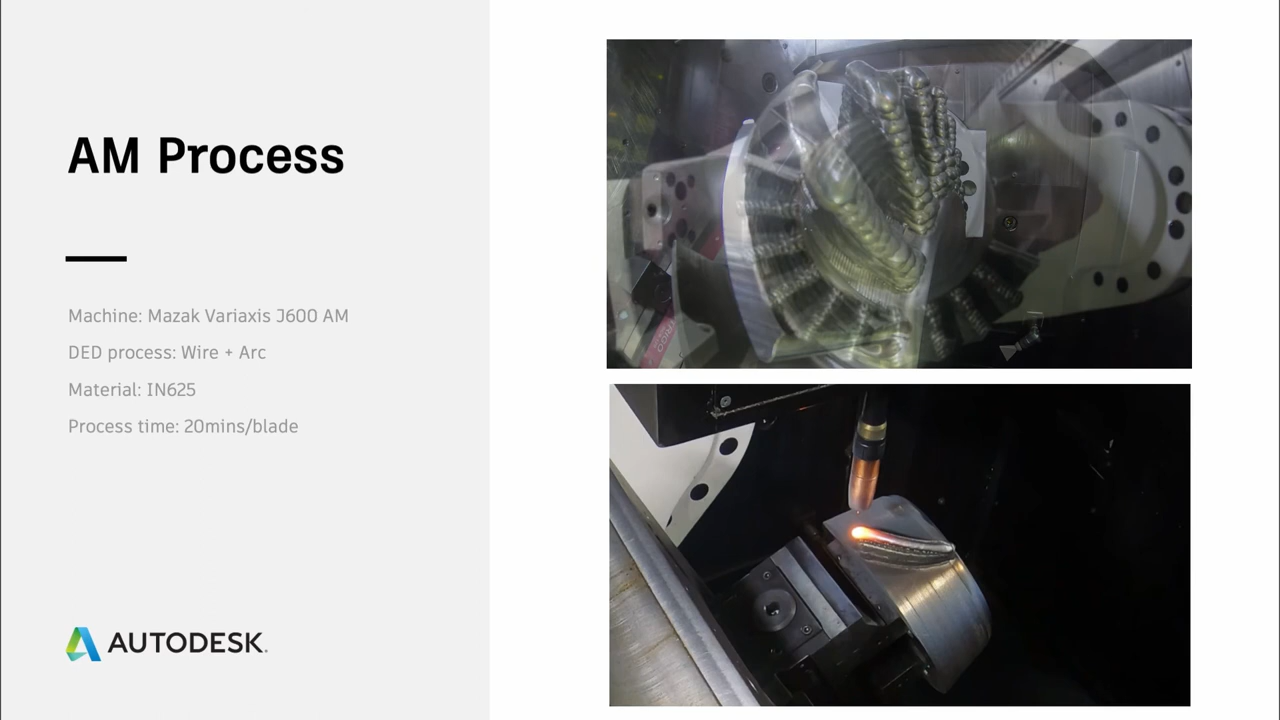 AM Process
Machine: Mazak Variaxis J600 AM
DED process: Wire + Arc
Material: IN625
Process time: 20mins/blade
AUTODESK.